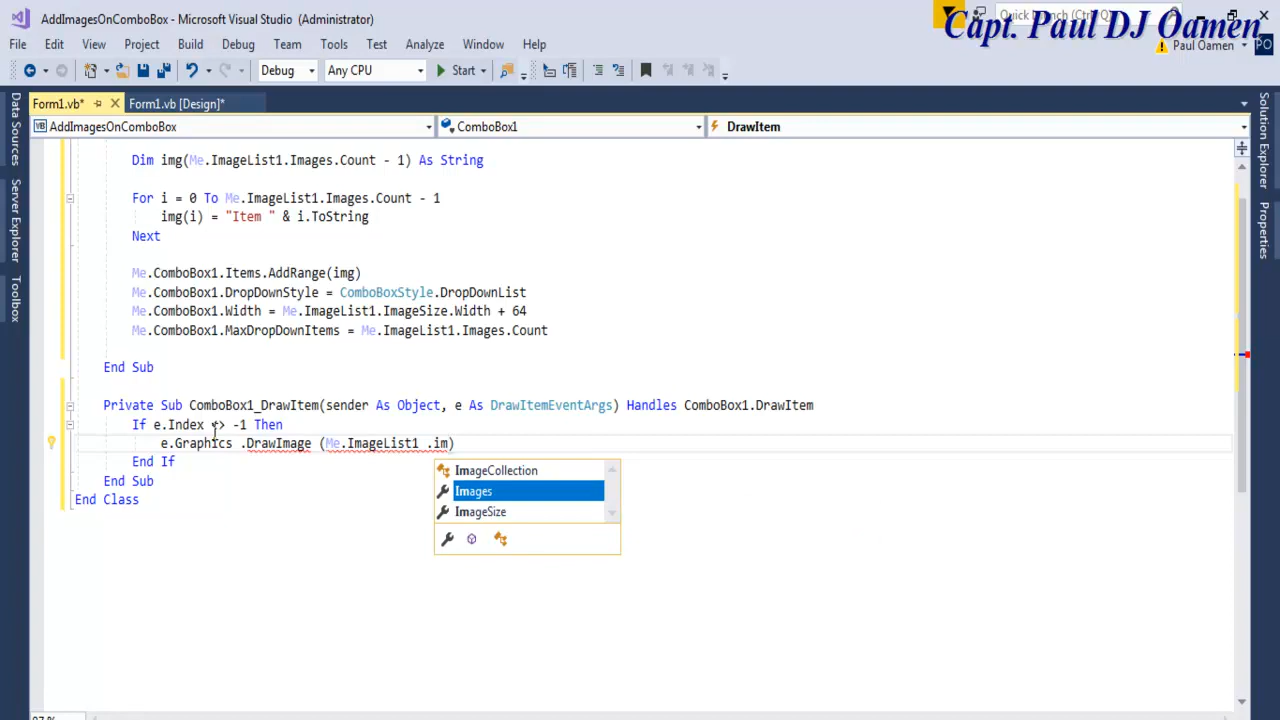 AddImagesOnComboBox - Microsoft Visual Studio (Administrator)
Capt. Paul DJ Oamen
File Edit View Project Build Debug Team Tools Test Analyze Window Help
Paul Oamen PO
Debug Any CPU Start
Form1.vb* Form1.vb [Design]*
AddImagesOnComboBox ComboBox1 DrawItem
Data Sources
Server Explorer
Toolbox
Solution Explorer
Properties
Dim img(Me.ImageList1.Images.Count - 1) As String
For i = 0 To Me.ImageList1.Images.Count - 1
img(i) = "Item " & i.ToString
Next
Me.ComboBox1.Items.AddRange(img)
Me.ComboBox1.DropDownStyle = ComboBoxStyle.DropDownList
Me.ComboBox1.Width = Me.ImageList1.ImageSize.Width + 64
Me.ComboBox1.MaxDropDownItems = Me.ImageList1.Images.Count
End Sub
Private Sub ComboBox1_DrawItem(sender As Object, e As DrawItemEventArgs) Handles ComboBox1.DrawItem
If e.Index <> -1 Then
e.Graphics .DrawImage (Me.ImageList1 .im)
End If
End Sub
End Class
ImageCollection
Images
ImageSize